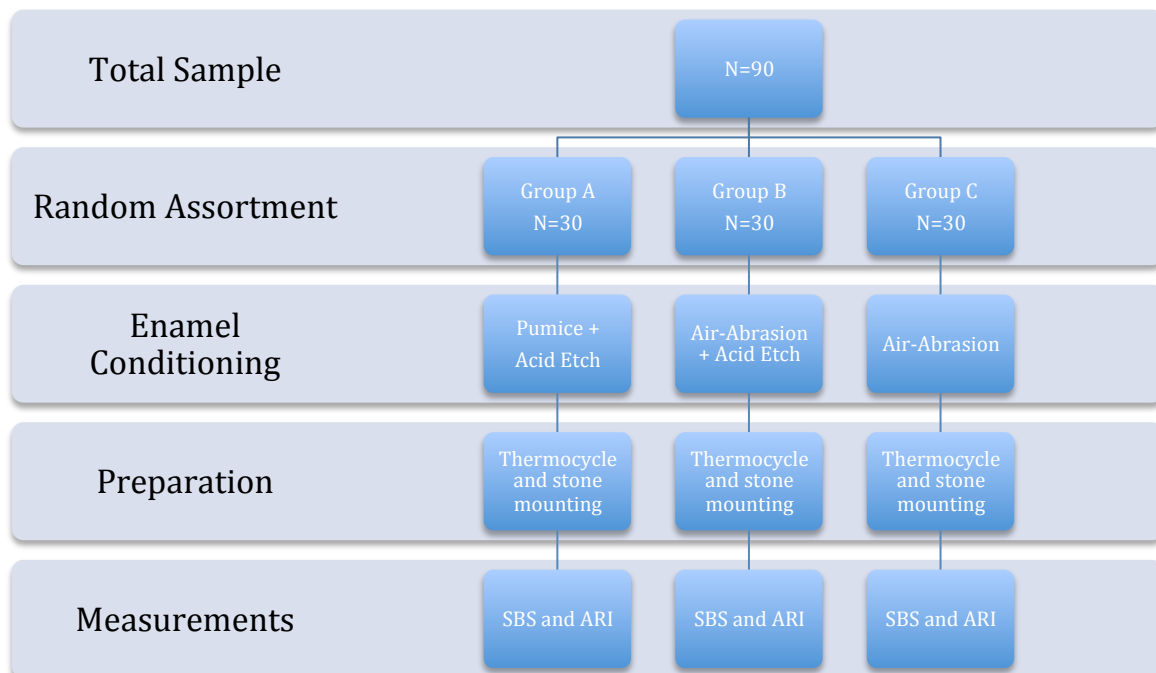 Total Sample
N=90
Random Assortment
Group A
N=30
Group B
N=30
Group C
N=30
Enamel
Conditioning
Pumice +
Acid Etch
Air-Abrasion
+ Acid Etch
Air-Abrasion
Preparation
Thermocycle
and stone
mounting
Thermocycle
and stone
mounting
Thermocycle
and stone
mounting
Measurements
SBS and ARI
SBS and ARI
SBS and ARI